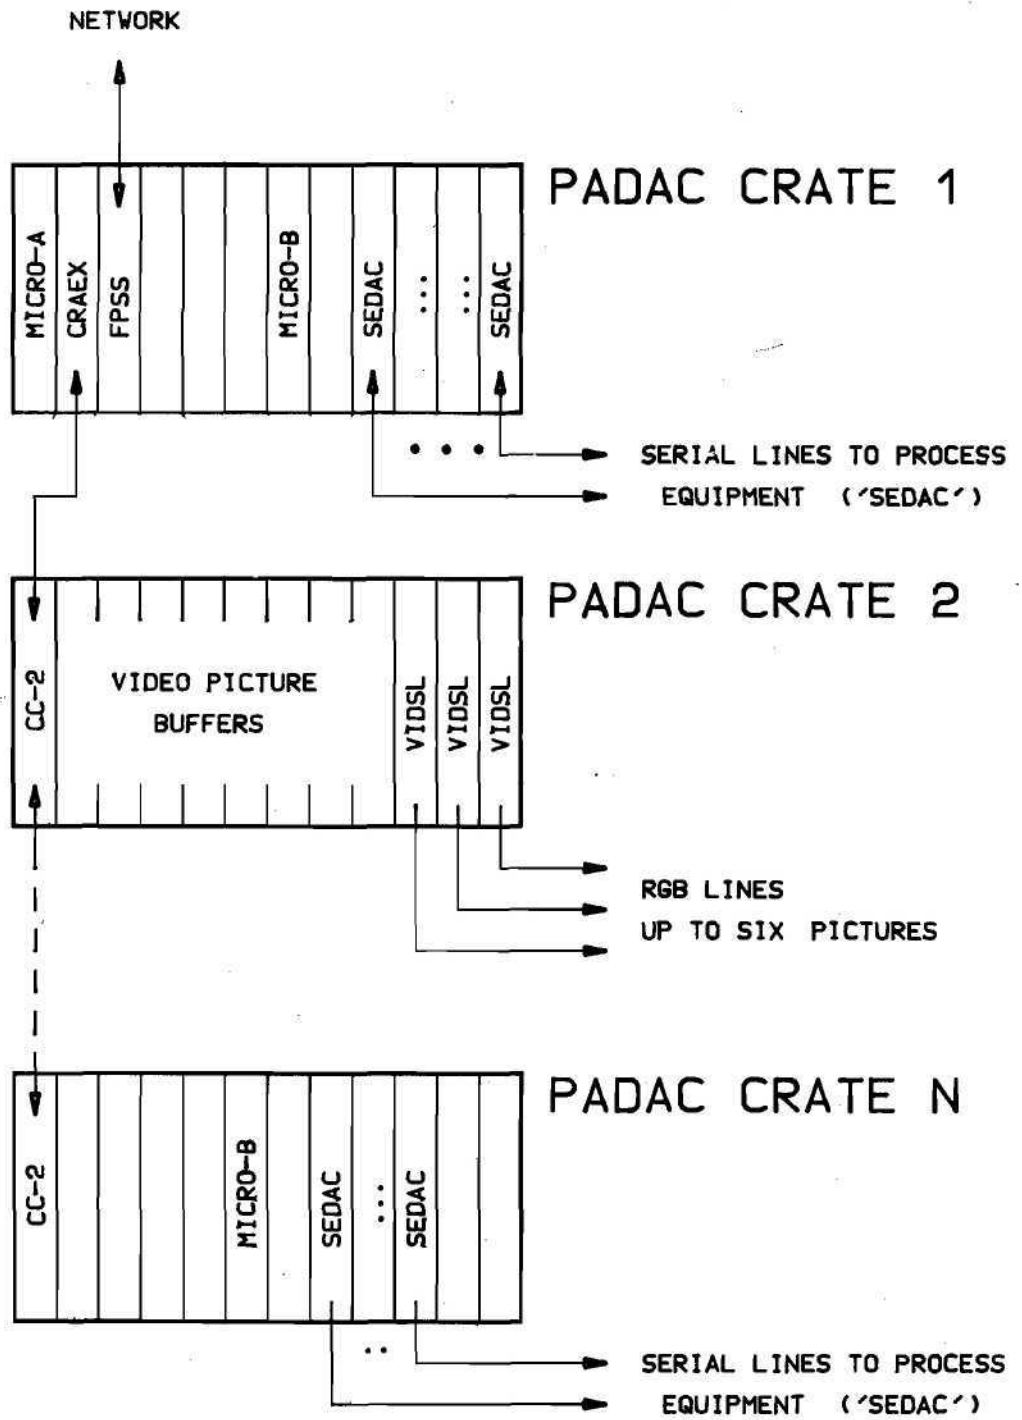 NETWORK
PADAC CRATE 1
MICRO-A
CRAEX
FPSS
MICRO-B
SEDAC
...
...
SEDAC
...
SERIAL LINES TO PROCESS
EQUIPMENT ('SEDAC')
PADAC CRATE 2
CC-2
VIDEO PICTURE
BUFFERS
VIDSL
VIDSL
VIDSL
RGB LINES
UP TO SIX PICTURES
PADAC CRATE N
CC-2
MICRO-B
SEDAC
...
SEDAC
..
SERIAL LINES TO PROCESS
EQUIPMENT ('SEDAC')